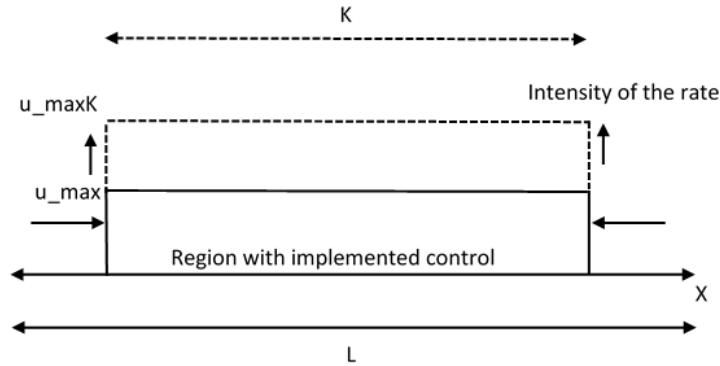 K
u_maxK
Intensity of the rate
u_max
Region with implemented control
X
L